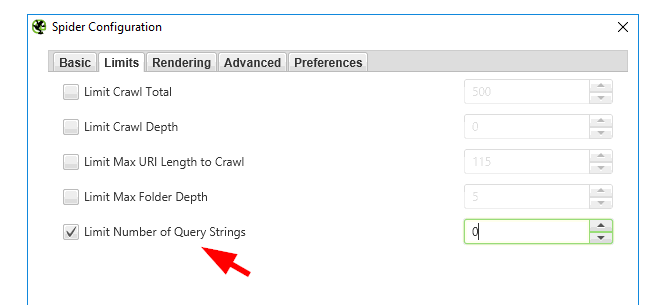 Spider Configuration
Basic Limits Rendering Advanced Preferences
Limit Crawl Total 500
Limit Crawl Depth 0
Limit Max URI Length to Crawl 115
Limit Max Folder Depth 5
Limit Number of Query Strings 0